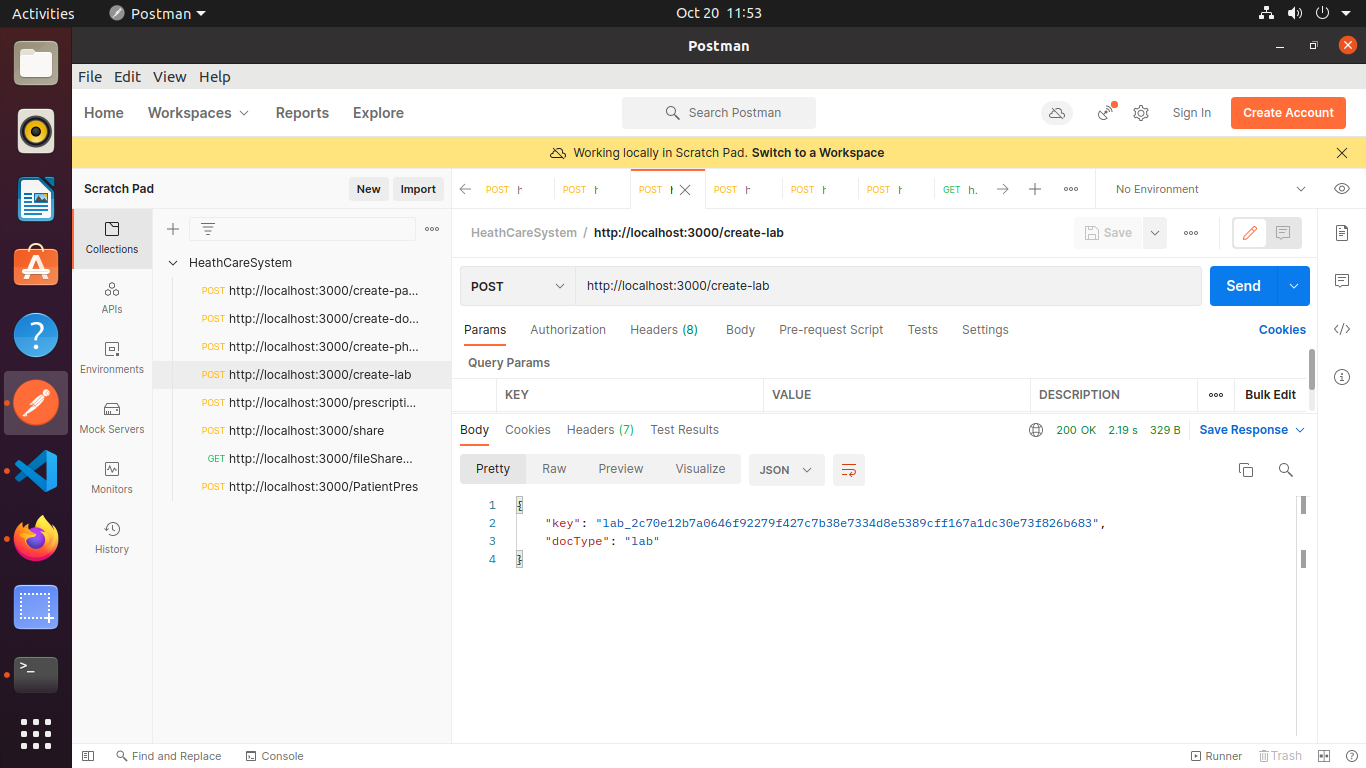 Activities Postman Oct 20 11:53
Postman
File Edit View Help
Home Workspaces Reports Explore Search Postman Sign In Create Account
Working locally in Scratch Pad. Switch to a Workspace
Scratch Pad New Import
POST POST POST POST POST POST GET h. No Environment
Collections
APIs
Environments
Mock Servers
Monitors
History
HeathCareSystem
POST http://localhost:3000/create-pa...
POST http://localhost:3000/create-do...
POST http://localhost:3000/create-ph...
POST http://localhost:3000/create-lab
POST http://localhost:3000/prescripti...
POST http://localhost:3000/share
GET http://localhost:3000/fileShare...
POST http://localhost:3000/PatientPres
HeathCareSystem / http://localhost:3000/create-lab Save
POST http://localhost:3000/create-lab Send
Params Authorization Headers (8) Body Pre-request Script Tests Settings Cookies
Query Params
KEY VALUE DESCRIPTION Bulk Edit
Body Cookies Headers (7) Test Results 200 OK 2.19 s 329 B Save Response
Pretty Raw Preview Visualize JSON
1 {
2 "key": "lab_2c70e12b7a0646f92279f427c7b38e7334d8e5389cff167a1dc30e73f826b683",
3 "docType": "lab"
4 }
Find and Replace Console Runner Trash